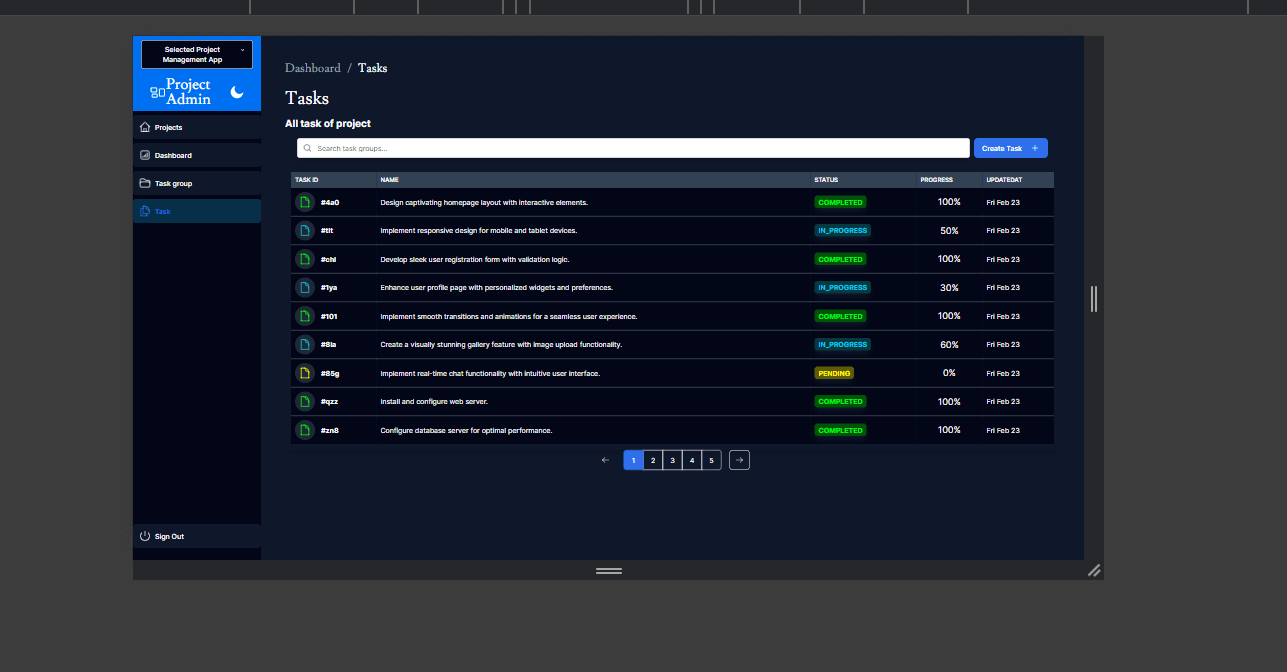 Selected Project
Management App
Project
Admin
Projects
Dashboard
Task group
Task
Sign Out
Dashboard / Tasks
Tasks
All task of project
Search task groups...
Create Task +
TASK ID NAME STATUS PROGRESS UPDATEDAT
#4a0 Design captivating homepage layout with interactive elements. COMPLETED 100% Fri Feb 23
Implement responsive design for mobile and tablet devices. IN_PROGRESS 50% Fri Feb 23
Develop sleek user registration form with validation logic. COMPLETED 100% Fri Feb 23
#1ya Enhance user profile page with personalized widgets and preferences. IN_PROGRESS 30% Fri Feb 23
#101 Implement smooth transitions and animations for a seamless user experience. COMPLETED 100% Fri Feb 23
Create a visually stunning gallery feature with image upload functionality. IN_PROGRESS 60% Fri Feb 23
#85g Implement real-time chat functionality with intuitive user interface. PENDING 0% Fri Feb 23
#qzz Install and configure web server. COMPLETED 100% Fri Feb 23
#zn8 Configure database server for optimal performance. COMPLETED 100% Fri Feb 23
← 1 2 3 4 5 →